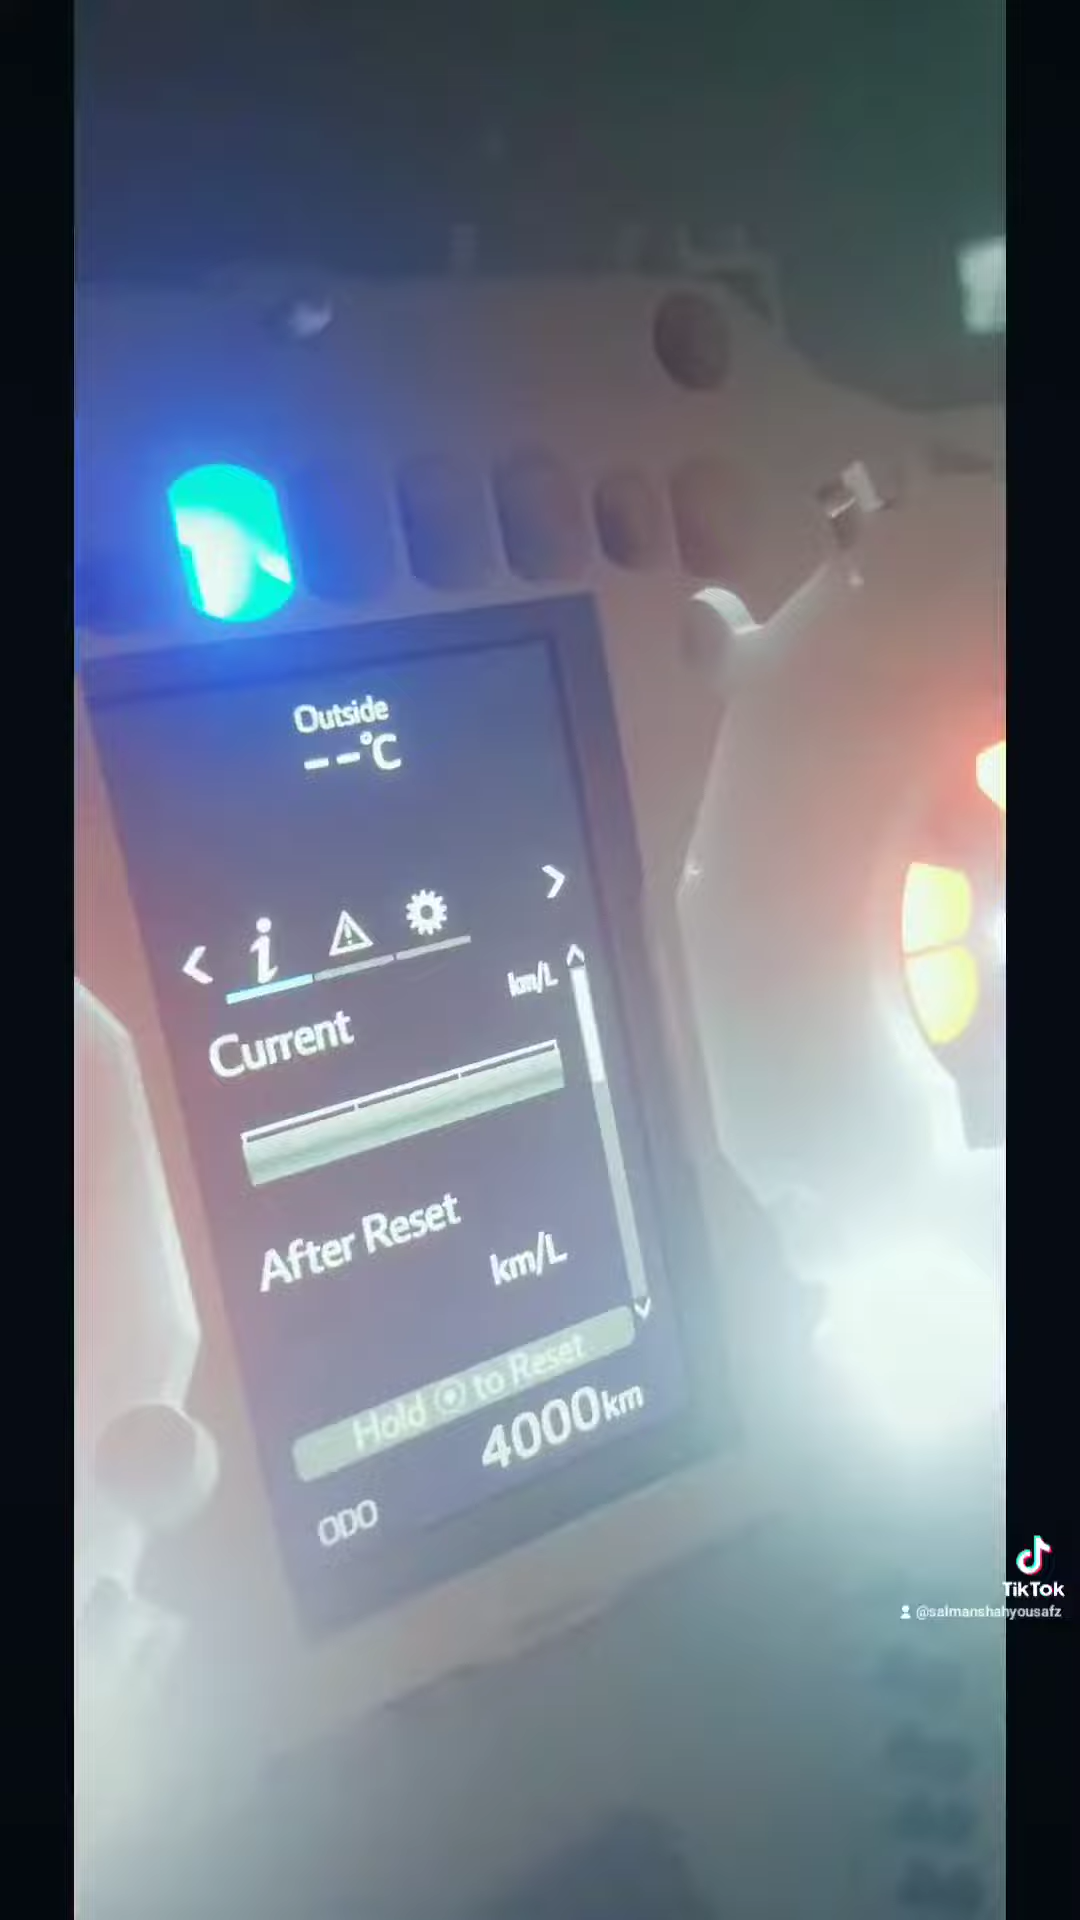 Outside
--°C
km/L
Current
After Reset
km/L
Hold to Reset
4000km
ODO
TikTok
@salmanshahyousafz